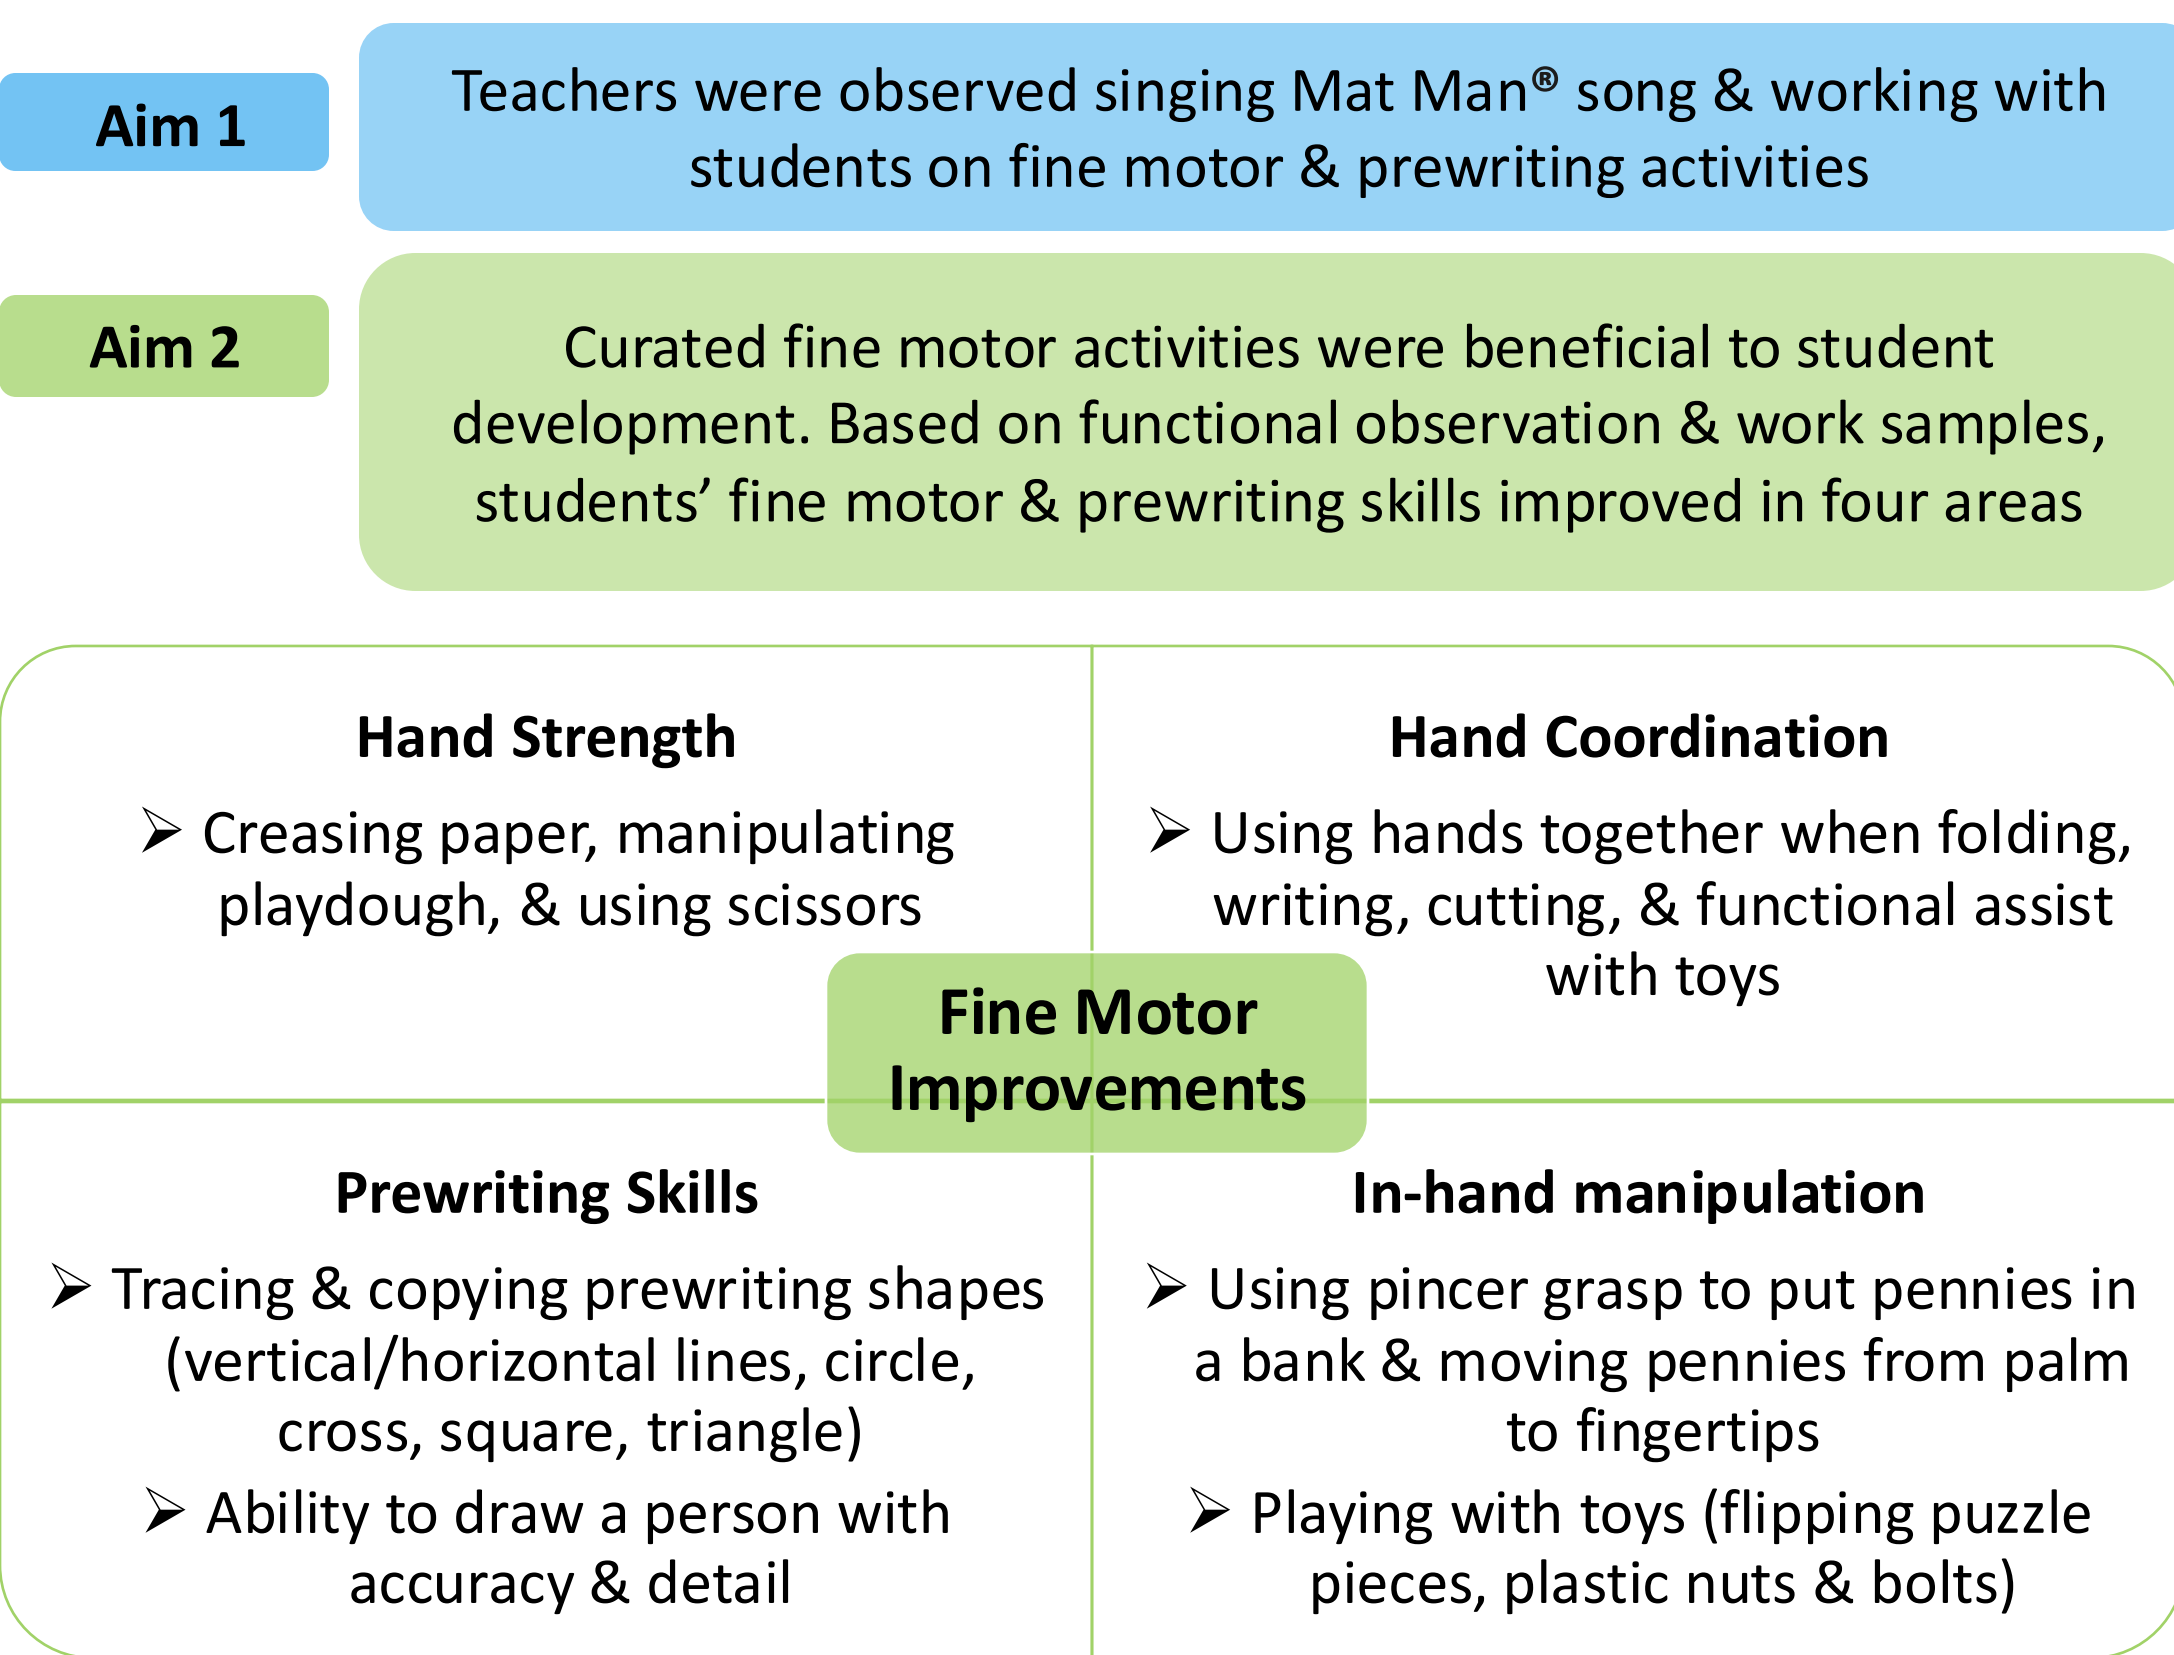 Aim 1
Teachers were observed singing Mat Man® song & working with
students on fine motor & prewriting activities
Aim 2
Curated fine motor activities were beneficial to student
development. Based on functional observation & work samples,
students’ fine motor & prewriting skills improved in four areas
Hand Strength
➢ Creasing paper, manipulating
playdough, & using scissors
Hand Coordination
➢ Using hands together when folding,
writing, cutting, & functional assist
with toys
Fine Motor
Improvements
Prewriting Skills
➢ Tracing & copying prewriting shapes
(vertical/horizontal lines, circle,
cross, square, triangle)
➢ Ability to draw a person with
accuracy & detail
In-hand manipulation
➢ Using pincer grasp to put pennies in
a bank & moving pennies from palm
to fingertips
➢ Playing with toys (flipping puzzle
pieces, plastic nuts & bolts)